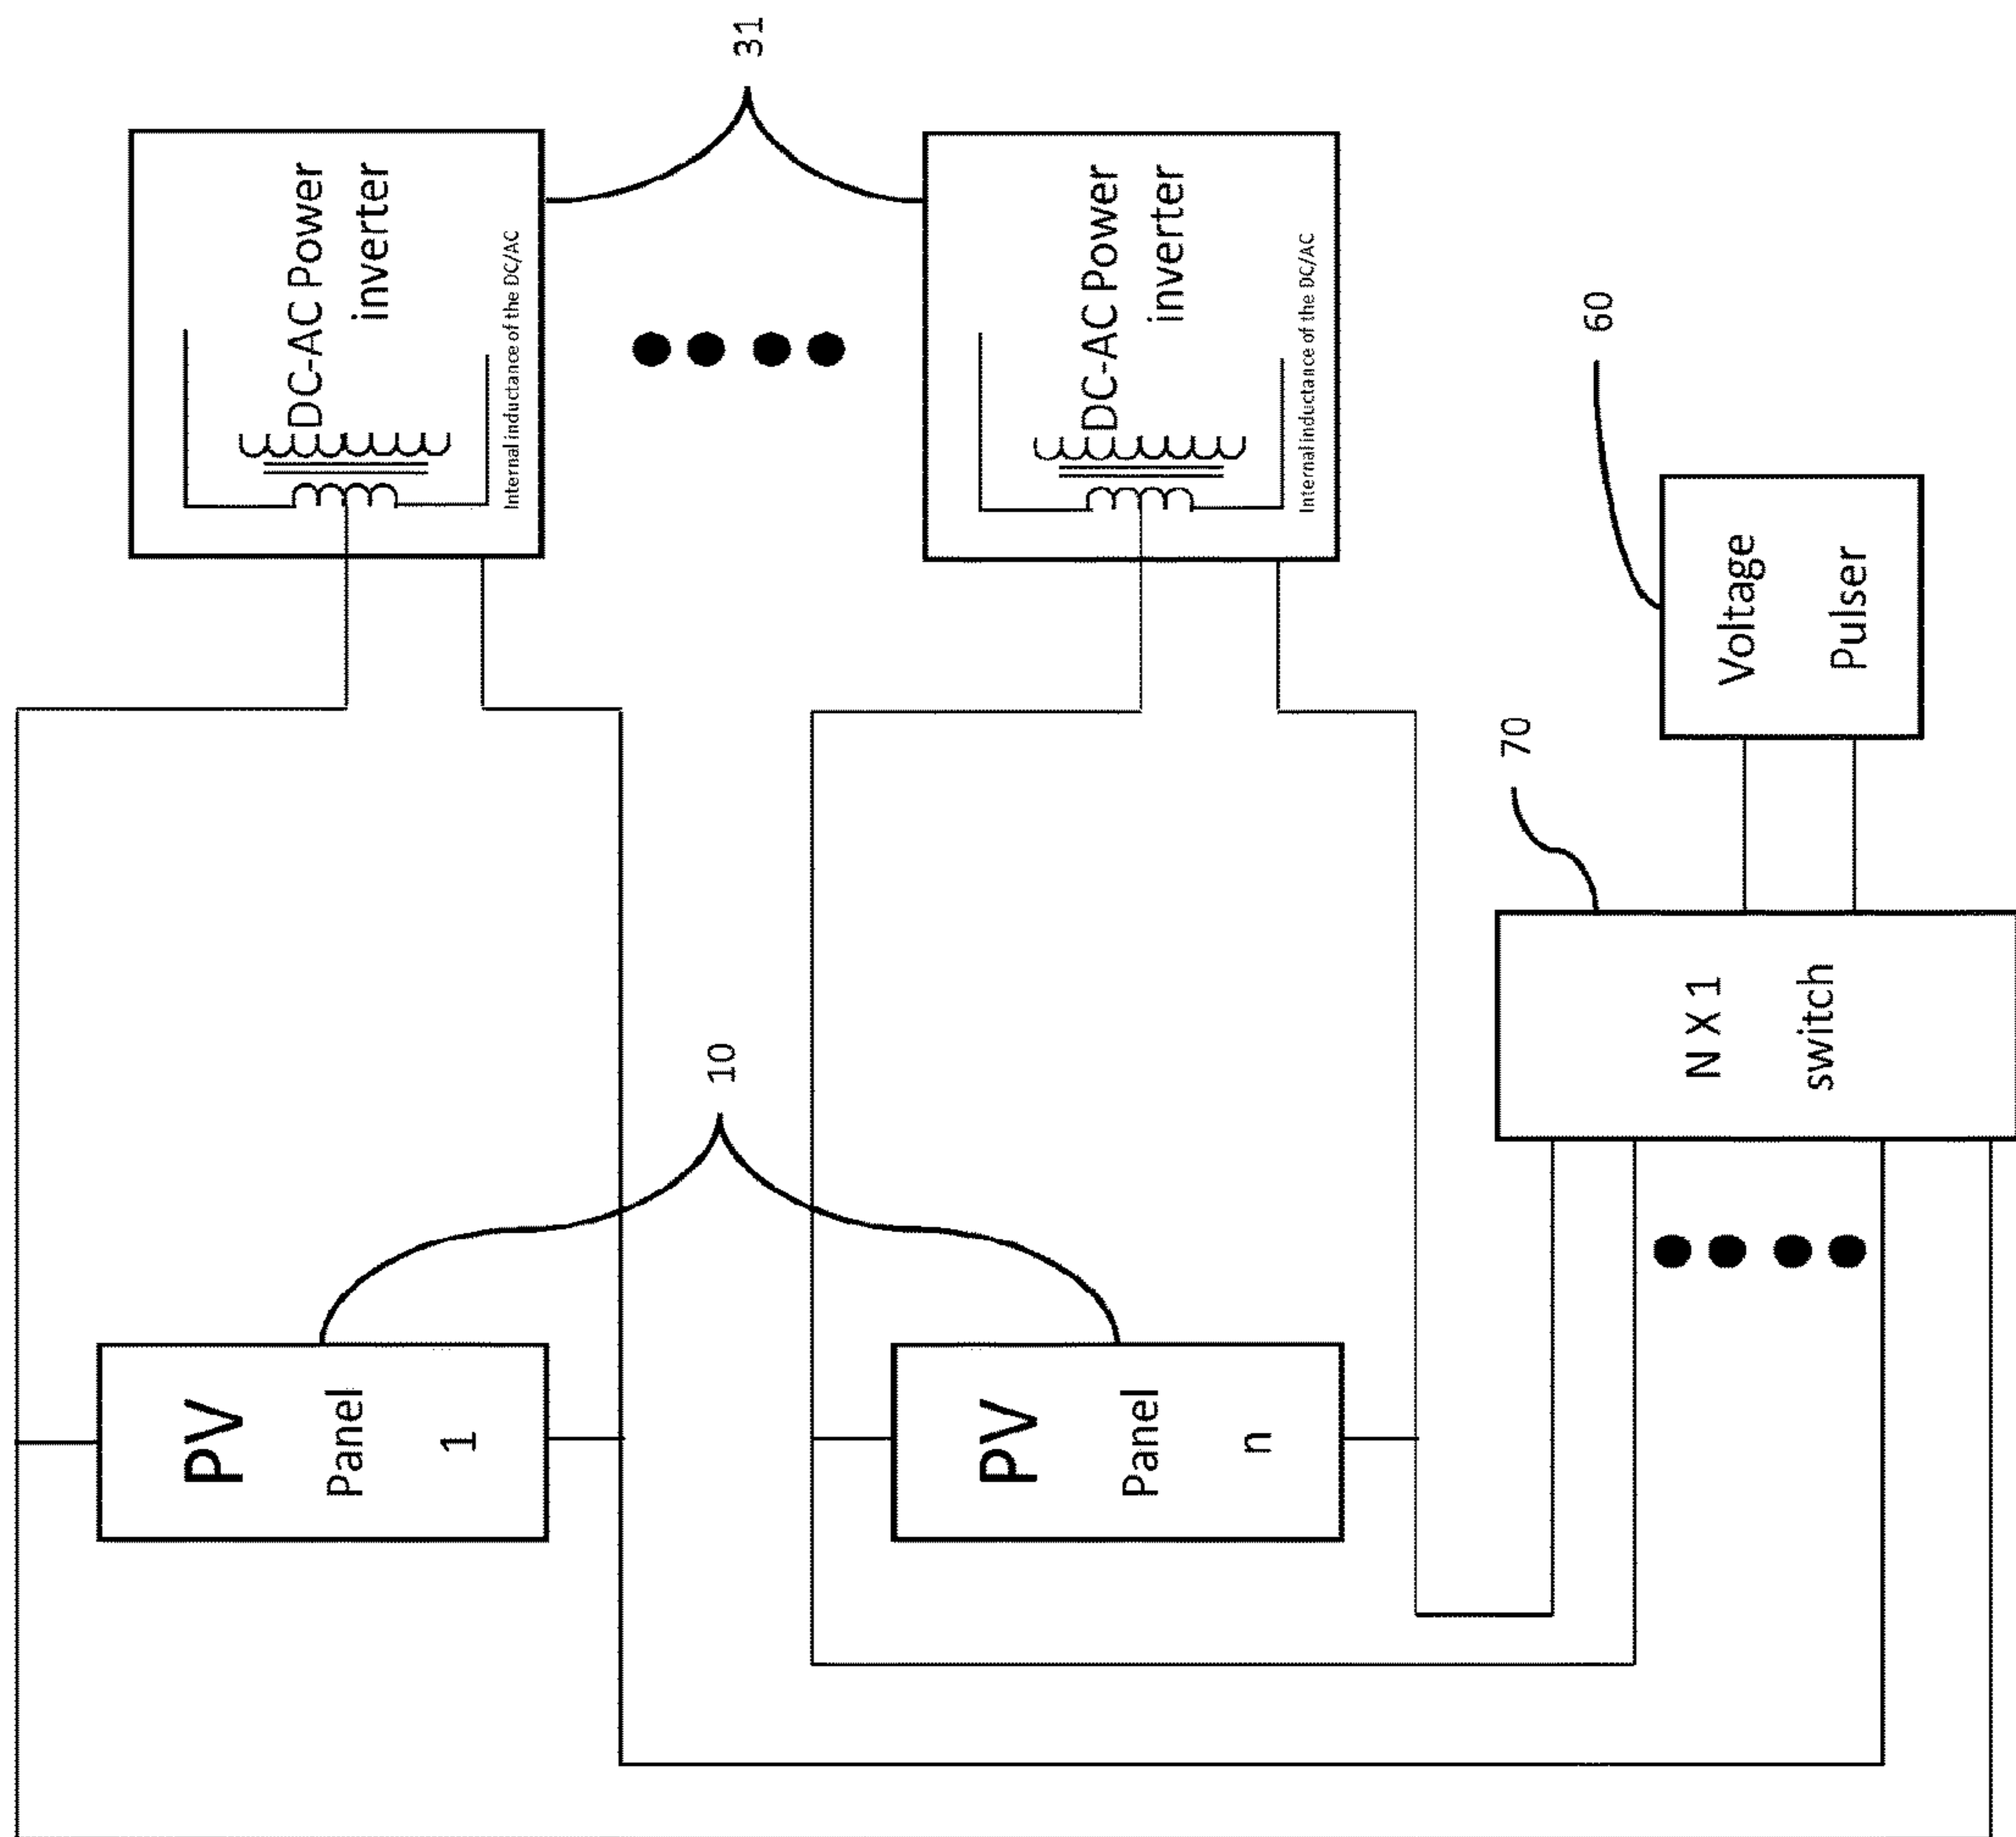 31
DC-AC Power
inverter
Internal inductance of the DC/AC
DC-AC Power
inverter
Internal inductance of the DC/AC
60
Voltage
Pulser
70
N X 1
switch
10
PV
Panel
1
PV
Panel
n